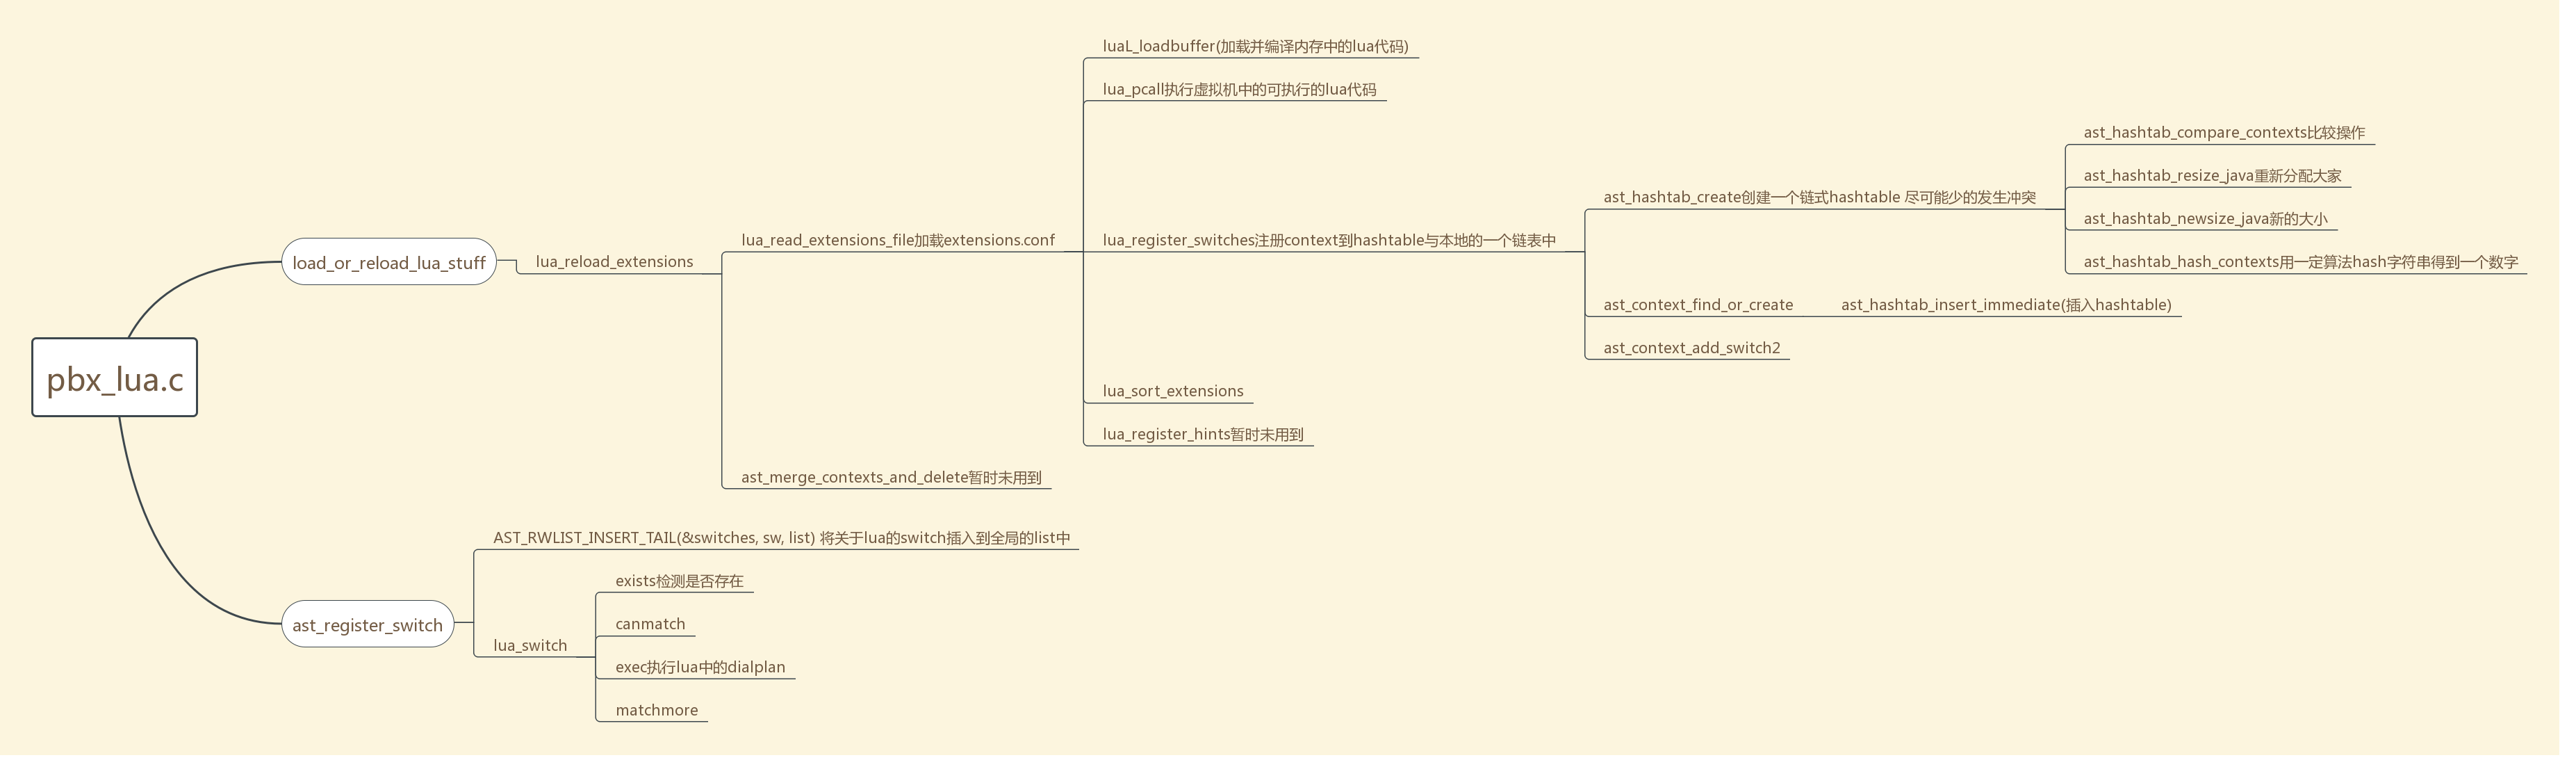 pbx_lua.c
load_or_reload_lua_stuff
lua_reload_extensions
lua_read_extensions_file加载extensions.conf
luaL_loadbuffer(加载并编译内存中的lua代码)
lua_pcall执行虚拟机中的可执行的lua代码
lua_register_switches注册context到hashtable与本地的一个链表中
ast_hashtab_create创建一个链式hashtable 尽可能少的发生冲突
ast_hashtab_compare_contexts比较操作
ast_hashtab_resize_java重新分配大家
ast_hashtab_newsize_java新的大小
ast_hashtab_hash_contexts用一定算法hash字符串得到一个数字
ast_context_find_or_create
ast_hashtab_insert_immediate(插入hashtable)
ast_context_add_switch2
lua_sort_extensions
lua_register_hints暂时未用到
ast_merge_contexts_and_delete暂时未用到
ast_register_switch
AST_RWLIST_INSERT_TAIL(&switches, sw, list) 将关于lua的switch插入到全局的list中
lua_switch
exists检测是否存在
canmatch
exec执行lua中的dialplan
matchmore